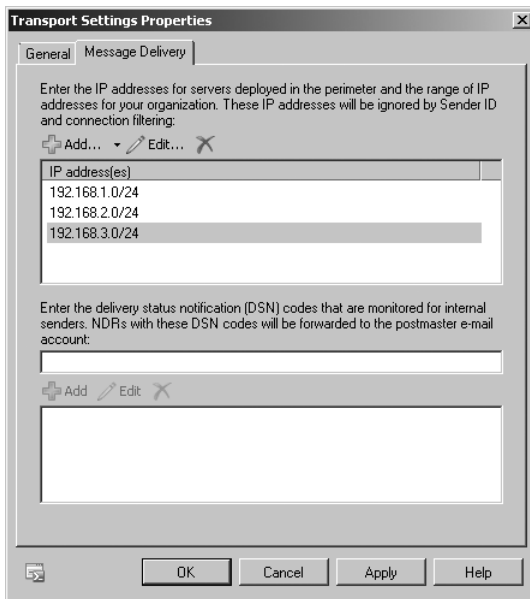 Transport Settings Properties
General Message Delivery
Enter the IP addresses for servers deployed in the perimeter and the range of IP
addresses for your organization. These IP addresses will be ignored by Sender ID
and connection filtering:
Add... Edit...
IP address(es)
192.168.1.0/24
192.168.2.0/24
192.168.3.0/24
Enter the delivery status notification (DSN) codes that are monitored for internal
senders. NDRs with these DSN codes will be forwarded to the postmaster e-mail
account:
Add Edit
OK Cancel Apply Help